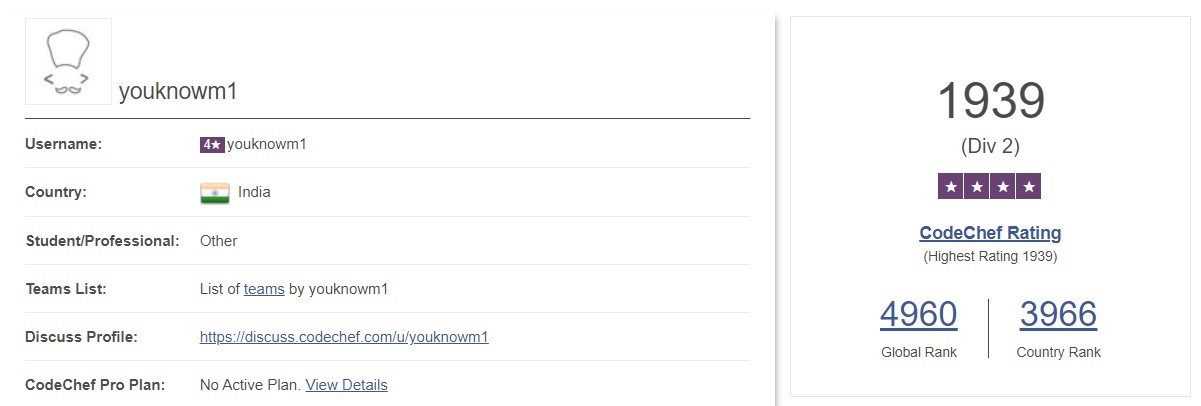 youknowm1
Username: 4★ youknowm1
Country: India
Student/Professional: Other
Teams List: List of teams by youknowm1
Discuss Profile: https://discuss.codechef.com/u/youknowm1
CodeChef Pro Plan: No Active Plan. View Details
1939
(Div 2)
★ ★ ★ ★
CodeChef Rating
(Highest Rating 1939)
4960 3966
Global Rank Country Rank